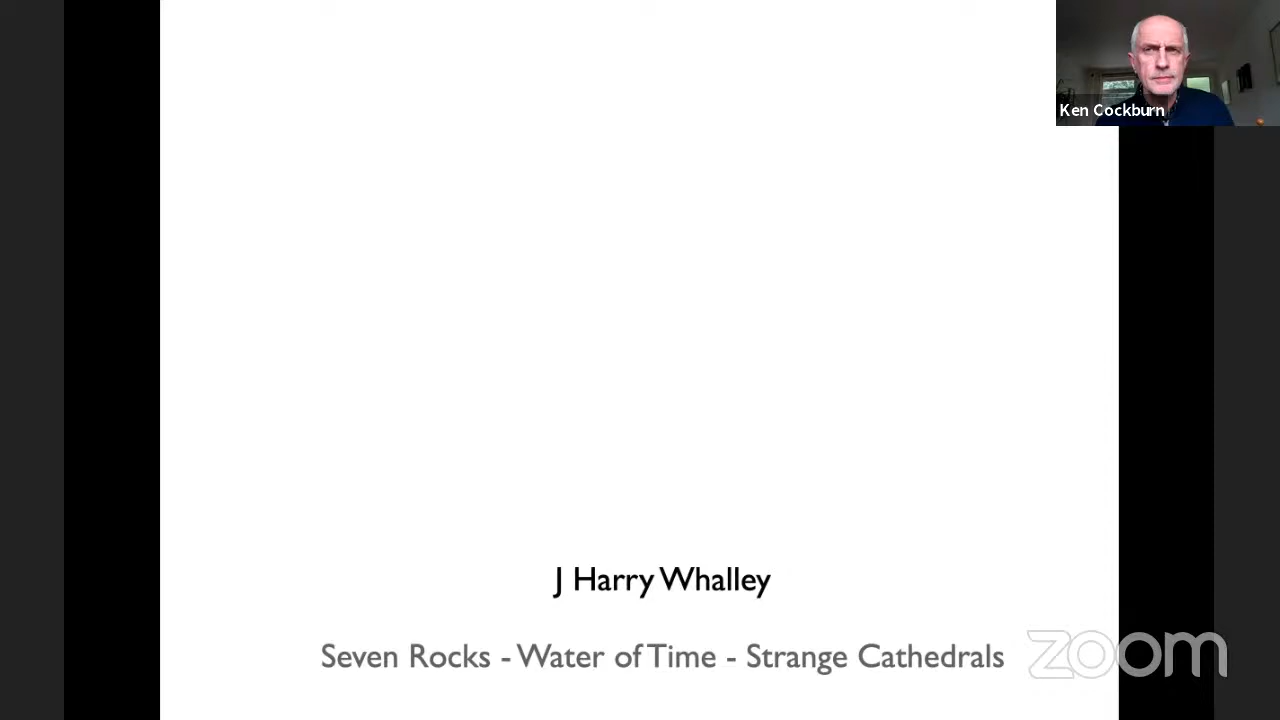 Ken Cockburn
J Harry Whalley
Seven Rocks - Water of Time - Strange Cathedrals
zoom